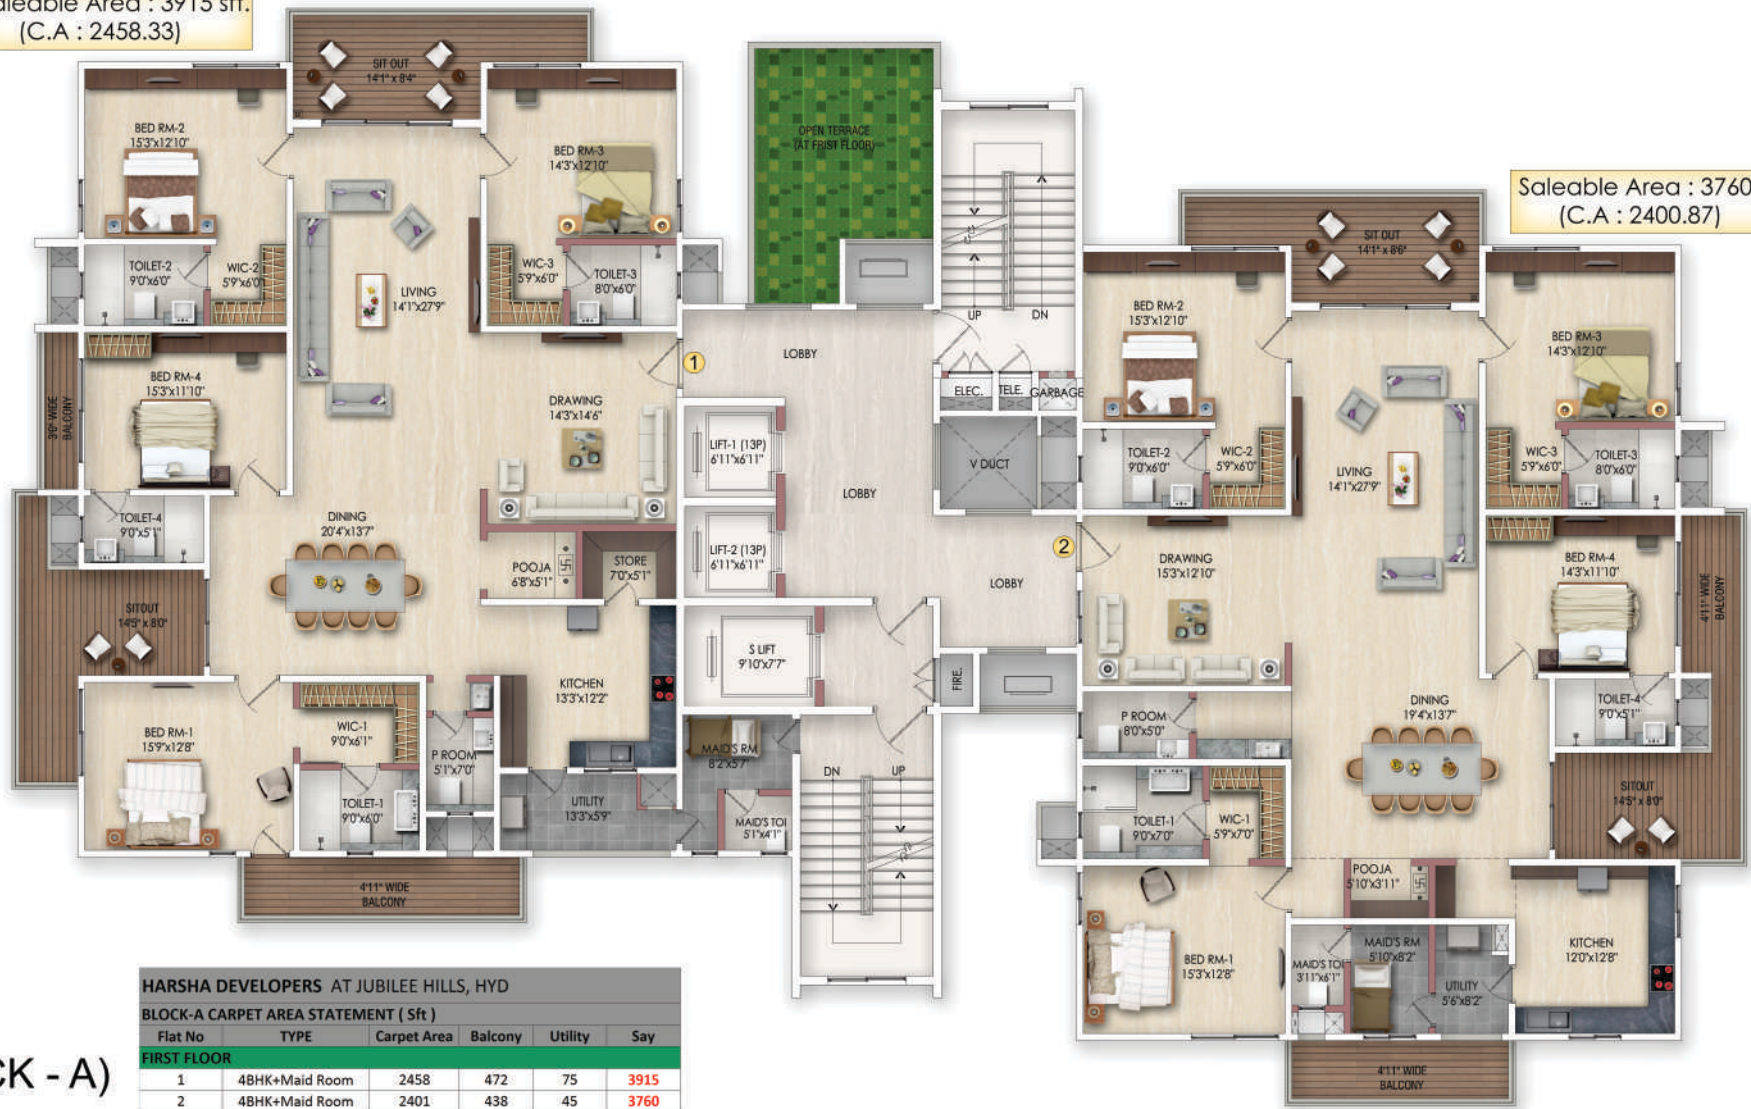 Saleable Area : 3915 sft.
(C.A : 2458.33)
SIT OUT
14'1" x 8'4"
BED RM-2
15'3"x12'10"
BED RM-3
14'3"x12'10"
TOILET-2
9'0"x6'0"
WIC-2
5'9"x6'0"
LIVING
14'1"x27'9"
WIC-3
5'9"x6'0"
TOILET-3
8'0"x6'0"
BED RM-4
15'3"x11'10"
3'0" WIDE
BALCONY
DRAWING
14'3"x14'6"
1
TOILET-4
9'0"x5'1"
DINING
20'4"x13'7"
POOJA
6'8"x5'1"
STORE
7'0"x5'1"
SITOUT
14'5" x 8'0"
KITCHEN
13'3"x12'2"
BED RM-1
15'9"x12'8"
WIC-1
9'0"x6'1"
P ROOM
5'1"x7'0"
TOILET-1
9'0"x6'0"
UTILITY
13'3"x5'9"
MAID'S RM
8'2"x5'7"
MAID'S TOI
5'1"x4'1"
4'11" WIDE
BALCONY
OPEN TERRACE
(AT FRIST FLOOR)
UP
DN
LOBBY
ELEC.
TELE.
GARBAGE
LIFT-1 (13P)
6'11"x6'11"
V DUCT
LOBBY
LIFT-2 (13P)
6'11"x6'11"
LOBBY
S LIFT
9'10"x7'7"
FIRE.
DN
UP
Saleable Area : 3760
(C.A : 2400.87)
SIT OUT
14'1" x 8'6"
BED RM-2
15'3"x12'10"
BED RM-3
14'3"x12'10"
TOILET-2
9'0"x6'0"
WIC-2
5'9"x6'0"
LIVING
14'1"x27'9"
WIC-3
5'9"x6'0"
TOILET-3
8'0"x6'0"
2
DRAWING
15'3"x12'10"
BED RM-4
14'3"x11'10"
4'11" WIDE
BALCONY
P ROOM
8'0"x5'0"
DINING
19'4"x13'7"
TOILET-4
9'0"x5'1"
TOILET-1
9'0"x7'0"
WIC-1
5'9"x7'0"
SITOUT
14'5" x 8'0"
POOJA
5'10"x3'11"
BED RM-1
15'3"x12'8"
MAID'S TOI
3'11"x6'1"
MAID'S RM
5'10"x8'2"
UTILITY
5'6"x8'2"
KITCHEN
12'0"x12'8"
4'11" WIDE
BALCONY
CK - A)
HARSHA DEVELOPERS AT JUBILEE HILLS, HYD
BLOCK-A CARPET AREA STATEMENT ( Sft )
Flat No TYPE Carpet Area Balcony Utility Say
FIRST FLOOR
1 4BHK+Maid Room 2458 472 75 3915
2 4BHK+Maid Room 2401 438 45 3760